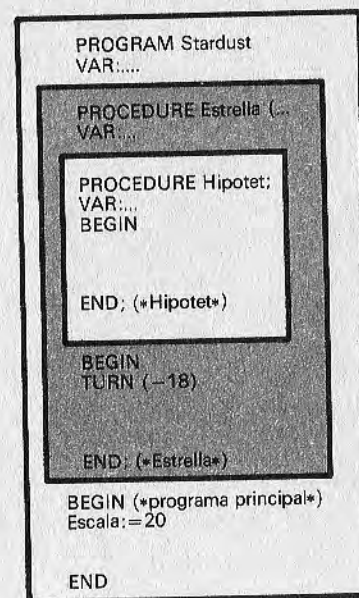 PROGRAM Stardust
VAR:....
PROCEDURE Estrella (...
VAR:...
PROCEDURE Hipotet;
VAR:...
BEGIN
END; (*Hipotet*)
BEGIN
TURN (—18)
END; (*Estrella*)
BEGIN (*programa principal*)
Escala:=20
END